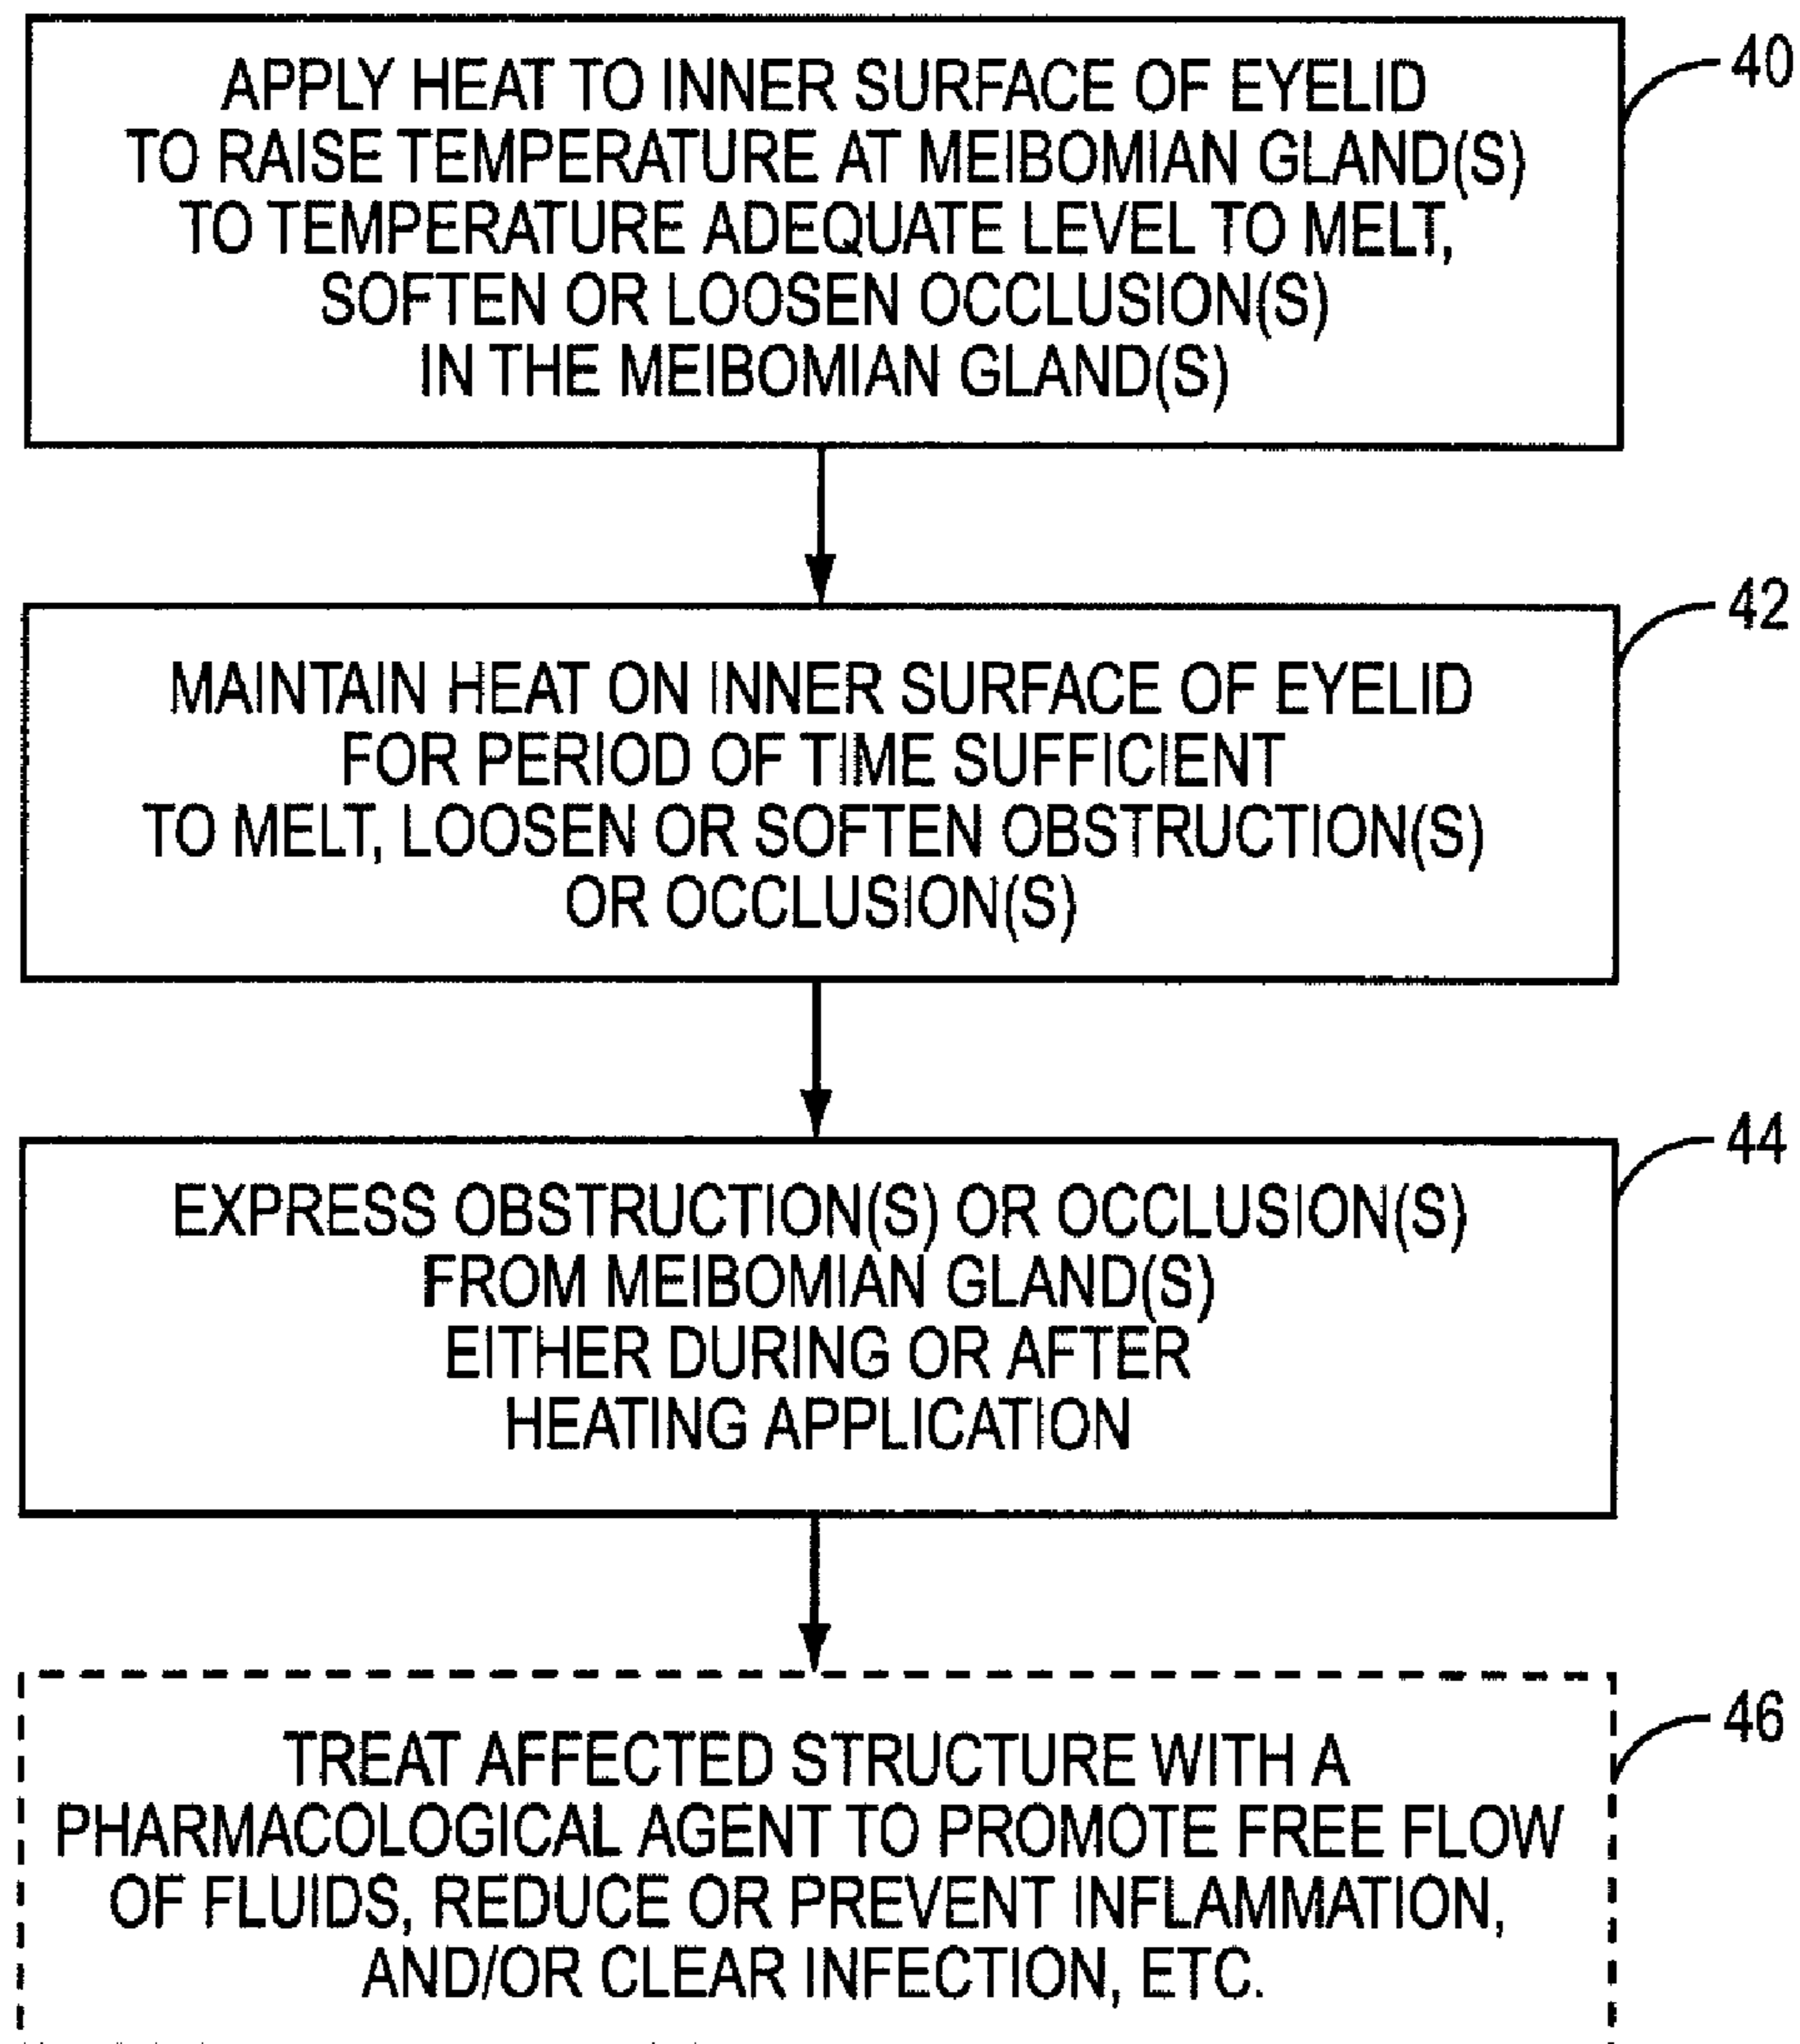 APPLY HEAT TO INNER SURFACE OF EYELID
TO RAISE TEMPERATURE AT MEIBOMIAN GLAND(S)
TO TEMPERATURE ADEQUATE LEVEL TO MELT,
SOFTEN OR LOOSEN OCCLUSION(S)
IN THE MEIBOMIAN GLAND(S)
40
MAINTAIN HEAT ON INNER SURFACE OF EYELID
FOR PERIOD OF TIME SUFFICIENT
TO MELT, LOOSEN OR SOFTEN OBSTRUCTION(S)
OR OCCLUSION(S)
42
EXPRESS OBSTRUCTION(S) OR OCCLUSION(S)
FROM MEIBOMIAN GLAND(S)
EITHER DURING OR AFTER
HEATING APPLICATION
44
TREAT AFFECTED STRUCTURE WITH A
PHARMACOLOGICAL AGENT TO PROMOTE FREE FLOW
OF FLUIDS, REDUCE OR PREVENT INFLAMMATION,
AND/OR CLEAR INFECTION, ETC.
46